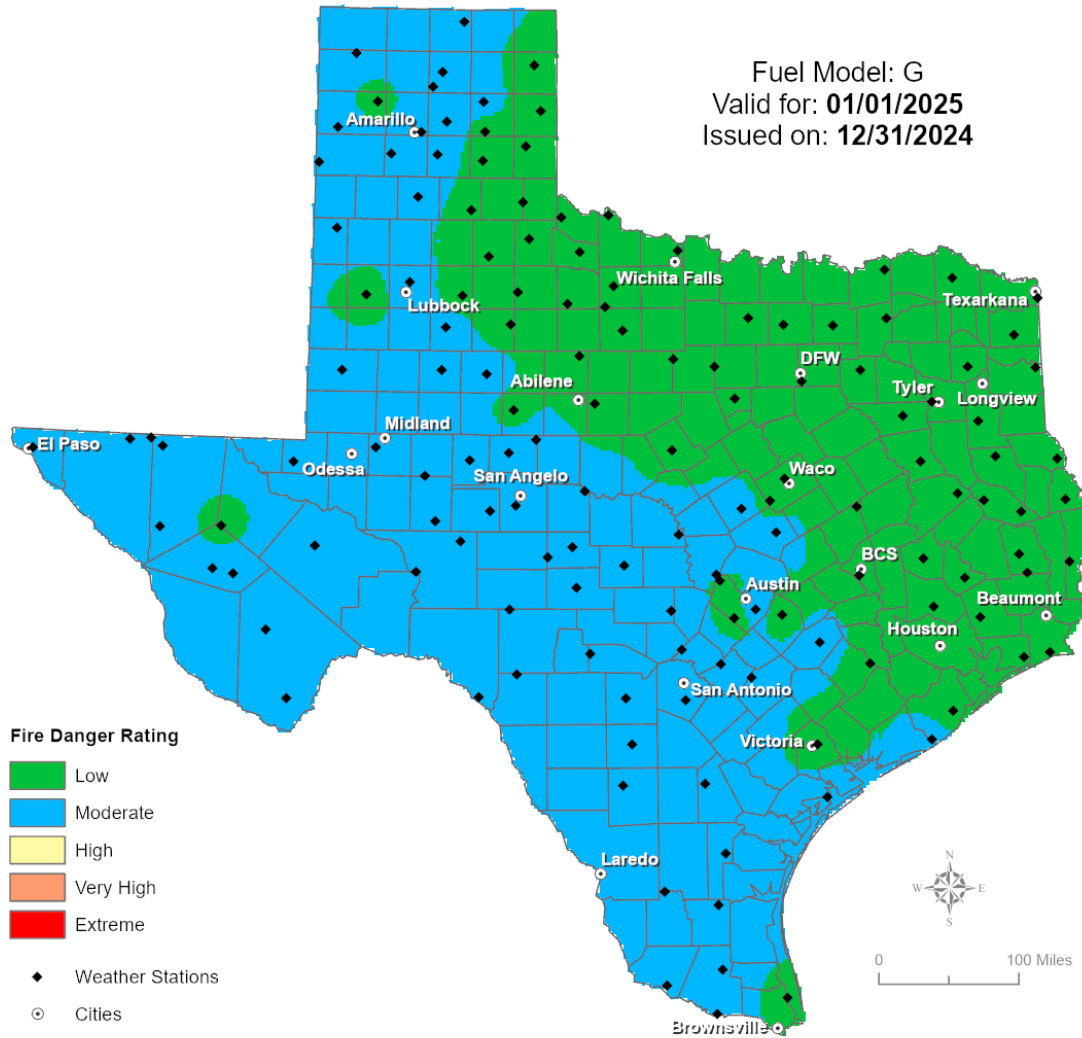 Fuel Model: G
Valid for: 01/01/2025
Issued on: 12/31/2024
Amarillo
Wichita Falls
Lubbock
Texarkana
DFW
Abilene
Tyler
Longview
El Paso
Midland
Odessa
San Angelo
Waco
BCS
Austin
Beaumont
Houston
San Antonio
Victoria
Laredo
Brownsville
Fire Danger Rating
Low
Moderate
High
Very High
Extreme
Weather Stations
Cities
N
W E
S
0 100 Miles